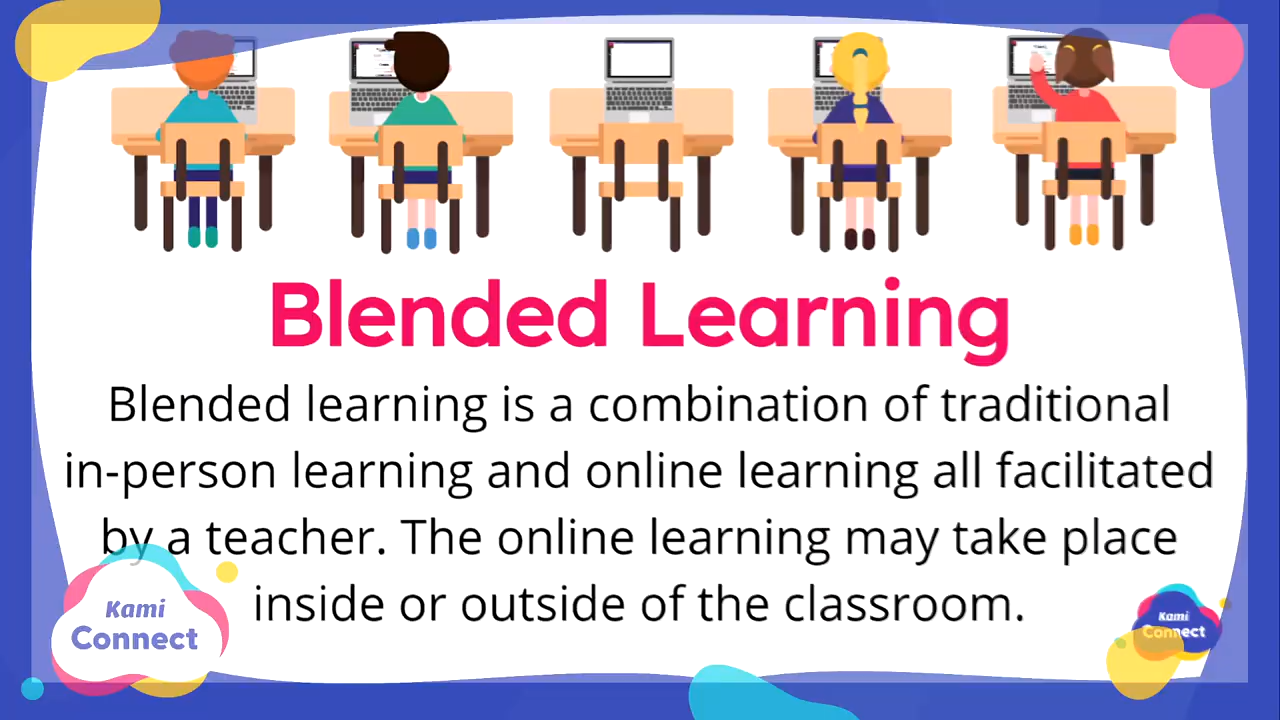 Blended Learning
Blended learning is a combination of traditional
in-person learning and online learning all facilitated
by a teacher. The online learning may take place
inside or outside of the classroom.
Kami
Connect
Kami
Connect